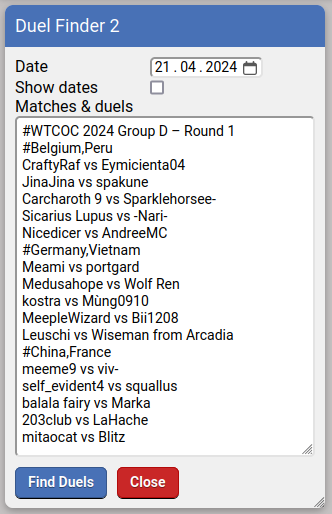 Duel Finder 2
Date 21.04.2024
Show dates
Matches & duels
#WTCOC 2024 Group D – Round 1
#Belgium,Peru
CraftyRaf vs Eymicienta04
JinaJina vs spakune
Carcharoth 9 vs Sparklehorsee-
Sicarius Lupus vs -Nari-
Nicedicer vs AndreeMC
#Germany,Vietnam
Meami vs portgard
Medusahope vs Wolf Ren
kostra vs Mùng0910
MeepleWizard vs Bii1208
Leuschi vs Wiseman from Arcadia
#China,France
meeme9 vs viv-
self_evident4 vs squallus
balala fairy vs Marka
203club vs LaHache
mitaocat vs Blitz
Find Duels Close